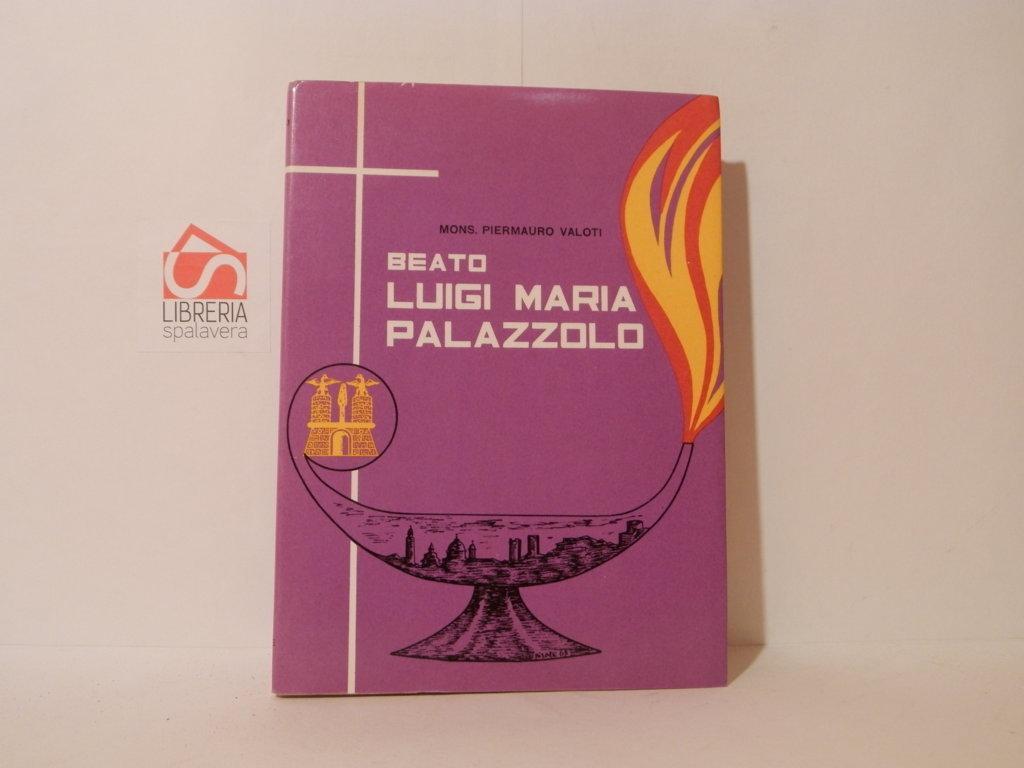 MONS. PIERMAURO VALOTI
BEATO
LUIGI MARIA
PALAZZOLO
LIBRERIA
spalavera